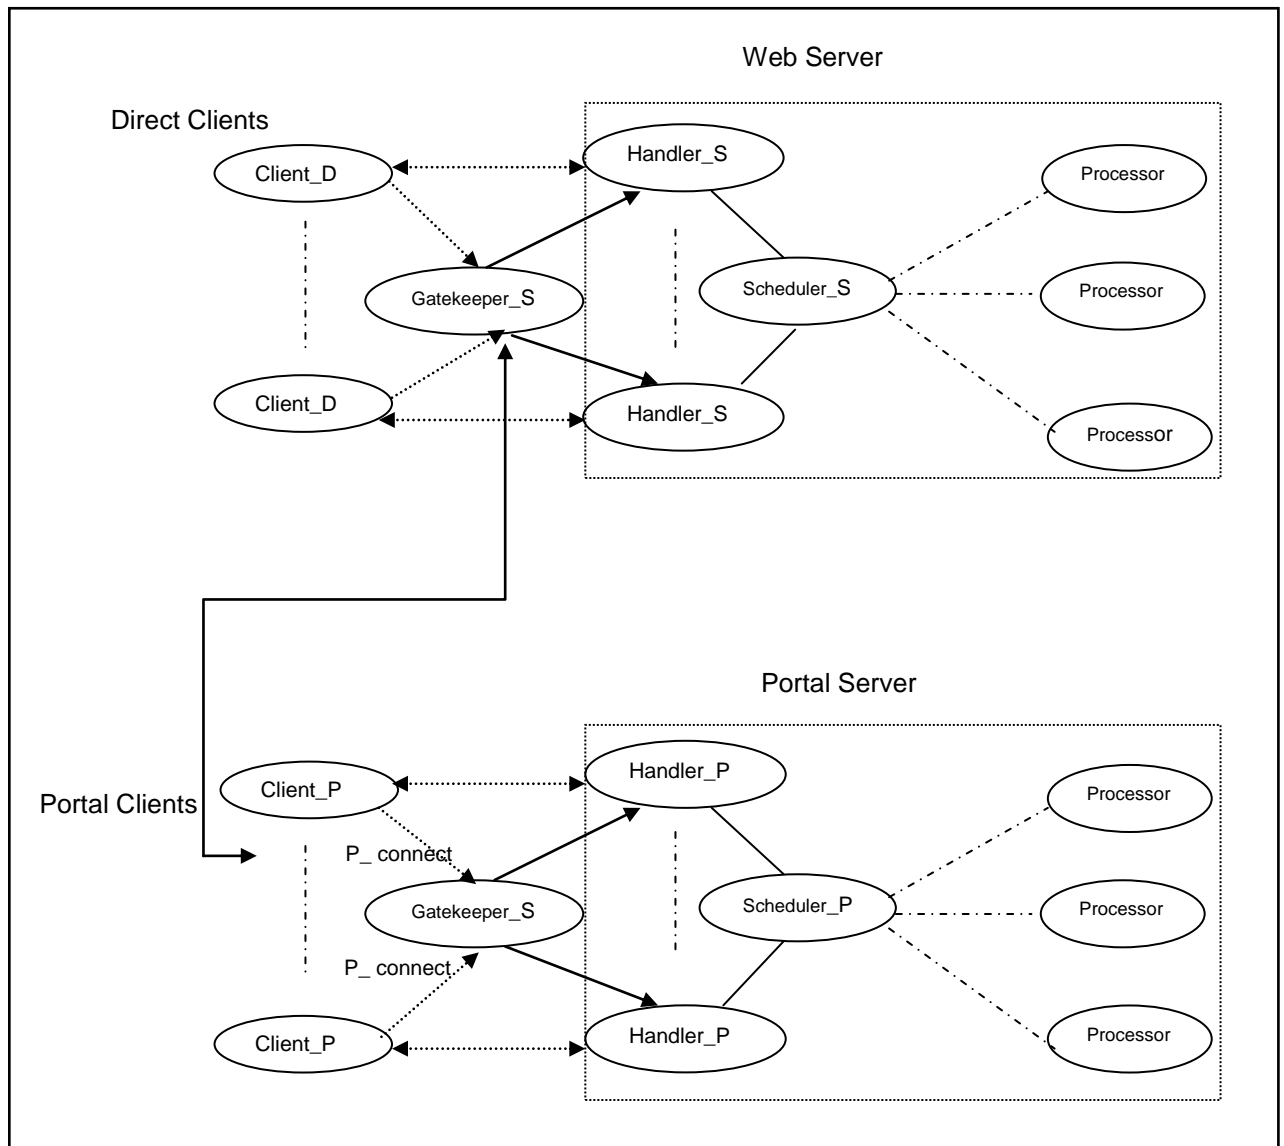 Web Server
Direct Clients
Handler_S
Client_D
Processor
Gatekeeper_S
Scheduler_S
Processor
Client_D
Handler_S
Processor
Portal Server
Handler_P
Client_P
Processor
Portal Clients
P_ connect
Gatekeeper_S
Scheduler_P
Processor
P_ connect
Client_P
Handler_P
Processor